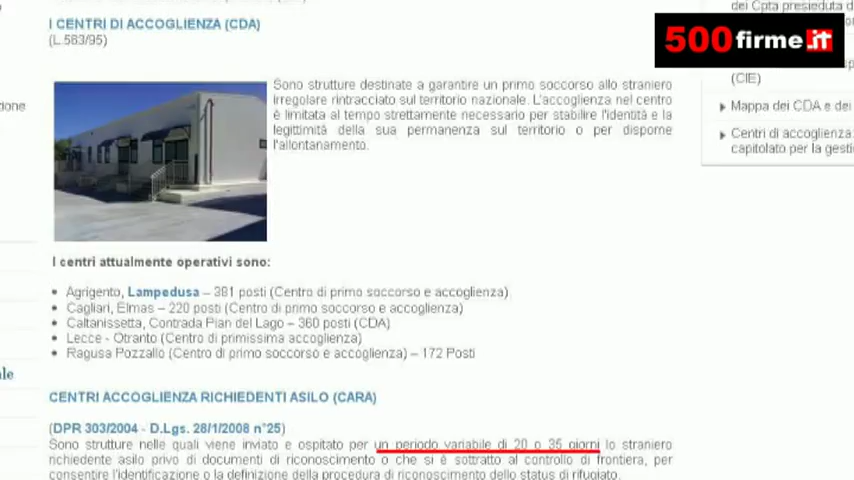 I CENTRI DI ACCOGLIENZA (CDA)
(L.563/95)
Sono strutture destinate a garantire un primo soccorso allo straniero
irregolare rintracciato sul territorio nazionale. L'accoglienza nel centro
è limitata al tempo strettamente necessario per stabilire l'identità e la
legittimità della sua permanenza sul territorio o per disporne
l'allontanamento.
I centri attualmente operativi sono:
Agrigento, Lampedusa – 381 posti (Centro di primo soccorso e accoglienza)
Cagliari, Elmas – 220 posti (Centro di primo soccorso e accoglienza)
Caltanissetta, Contrada Pian del Lago – 360 posti (CDA)
Lecce - Otranto (Centro di primissima accoglienza)
Ragusa Pozzallo (Centro di primo soccorso e accoglienza) – 172 Posti
CENTRI ACCOGLIENZA RICHIEDENTI ASILO (CARA)
(DPR 303/2004 - D.Lgs. 28/1/2008 n°25)
Sono strutture nelle quali viene inviato e ospitato per un periodo variabile di 20 o 35 giorni lo straniero
richiedente asilo privo di documenti di riconoscimento o che si è sottratto al controllo di frontiera, per
consentire l'identificazione o la definizione della procedura di riconoscimento dello status di rifugiato.
dei Cpta presieduta d
500firme.it
(CIE)
Mappa dei CDA e dei
Centri di accoglienza:
capitolato per la gesti